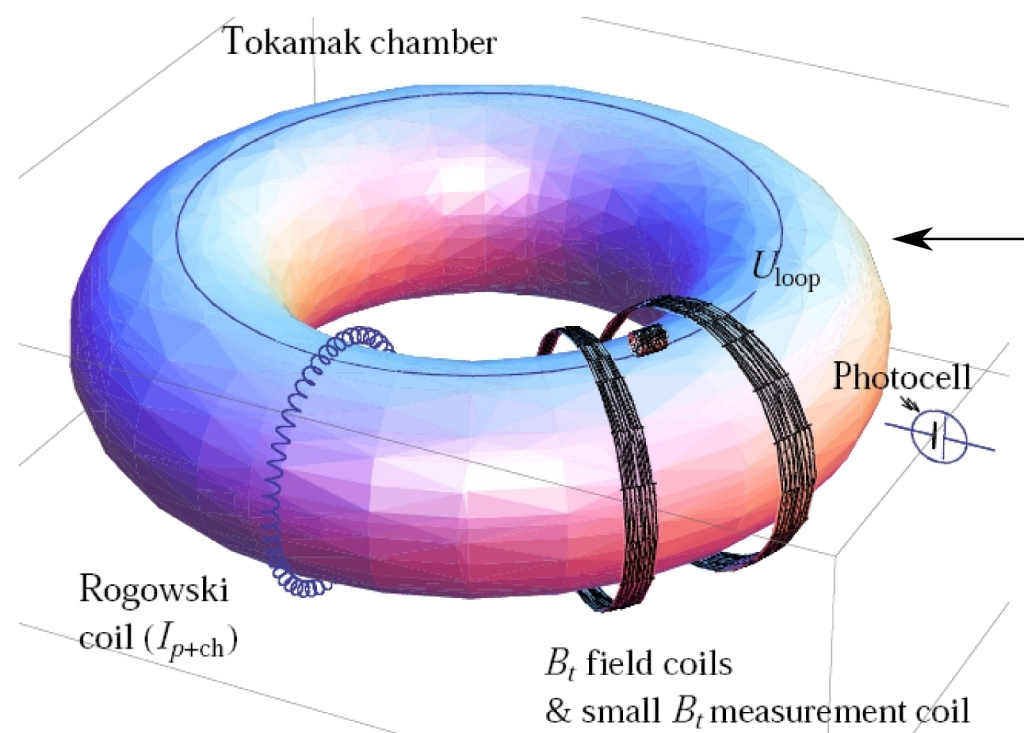 Tokamak chamber
U_loop
Photocell
Rogowski
coil (I_p+ch)
B_t field coils
& small B_t measurement coil